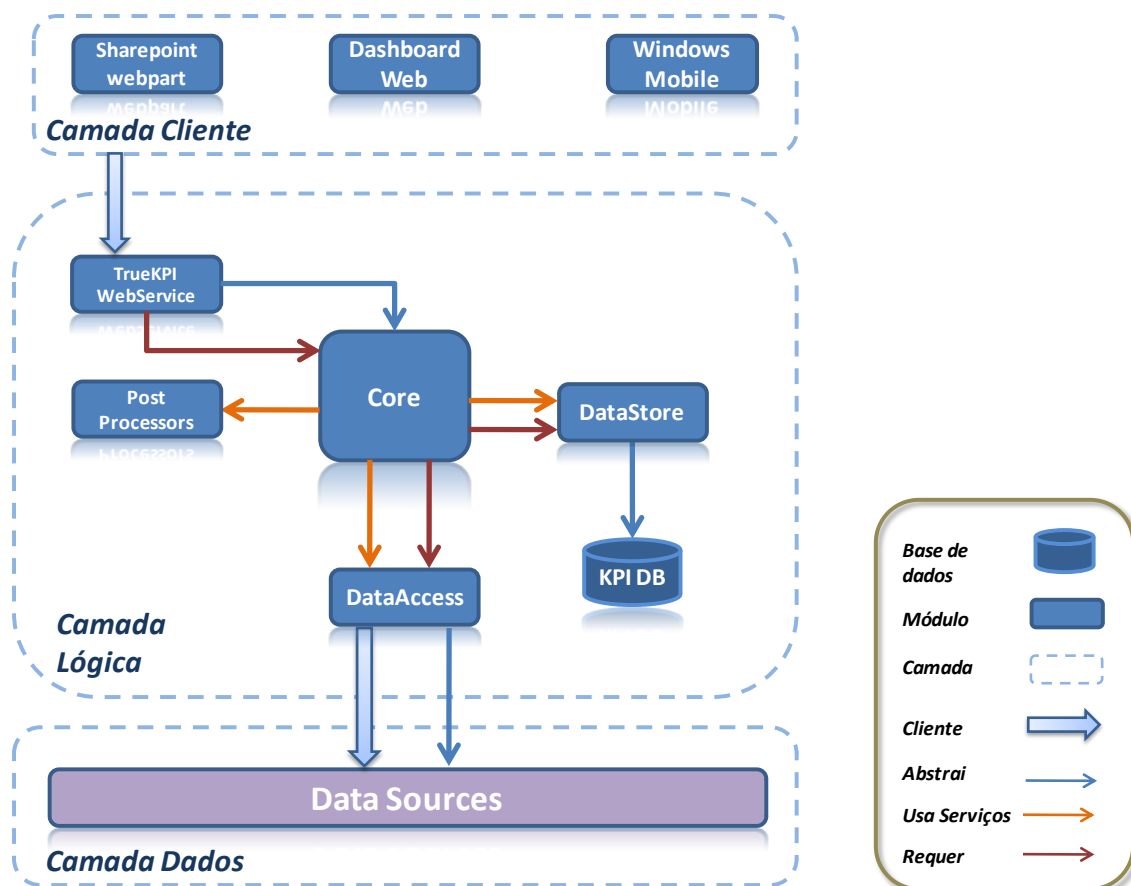 Sharepoint
webpart
Dashboard
Web
Windows
Mobile
Camada Cliente
TrueKPI
WebService
Core
Post
Processors
DataStore
KPI DB
DataAccess
Camada
Lógica
Data Sources
Camada Dados
Base de
dados
Módulo
Camada
Cliente
Abstrai
Usa Serviços
Requer